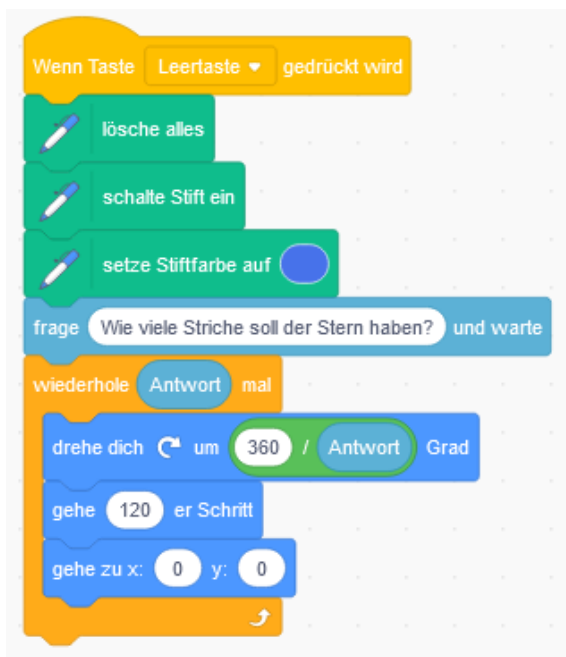 Wenn Taste Leertaste gedrückt wird
lösche alles
schalte Stift ein
setze Stiftfarbe auf
frage Wie viele Striche soll der Stern haben? und warte
wiederhole Antwort mal
drehe dich um 360 / Antwort Grad
gehe 120 er Schritt
gehe zu x: 0 y: 0